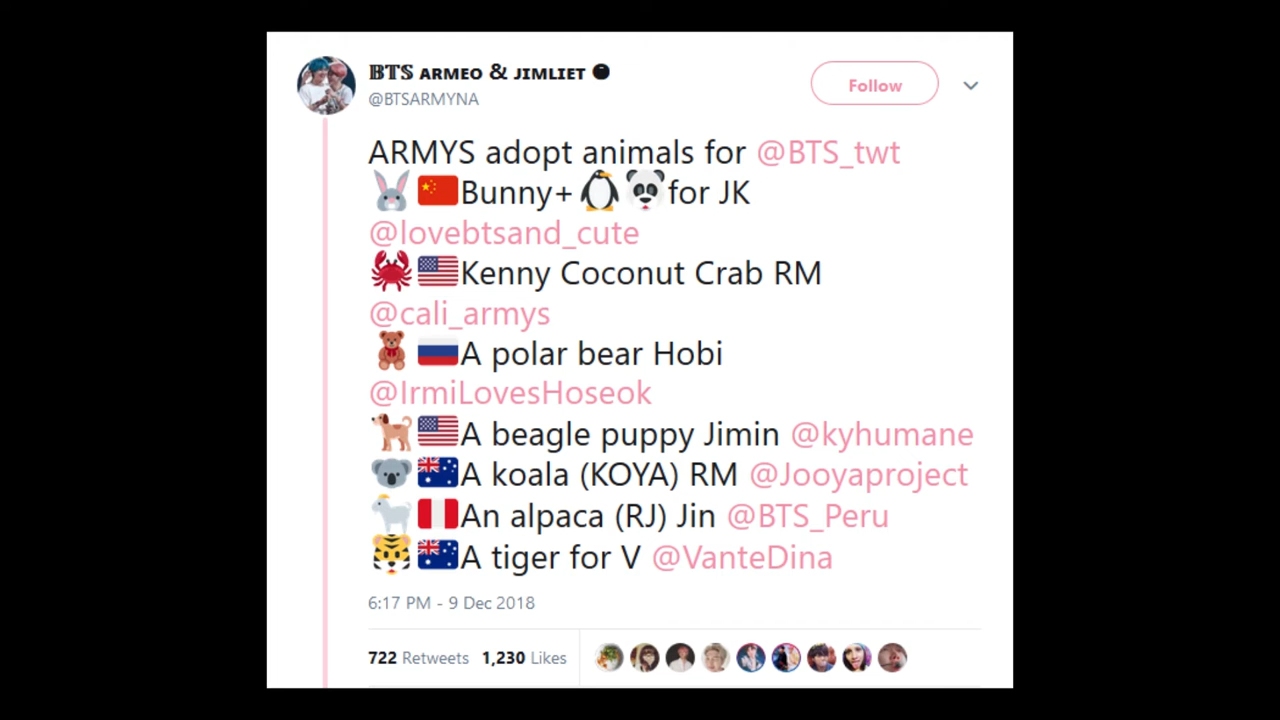 𝔹𝕋𝕊 ᴀʀᴍᴇᴏ & ᴊɪᴍʟɪᴇᴛ
@BTSARMYNA
Follow
ARMYS adopt animals for @BTS_twt
🐰🇨🇳Bunny+🐧🐼for JK
@lovebtsand_cute
🦀🇺🇸Kenny Coconut Crab RM
@cali_armys
🧸🇷🇺A polar bear Hobi
@IrmiLovesHoseok
🐕🇺🇸A beagle puppy Jimin @kyhumane
🐨🇦🇺A koala (KOYA) RM @Jooyaproject
🐐🇵🇪An alpaca (RJ) Jin @BTS_Peru
🐯🇦🇺A tiger for V @VanteDina
6:17 PM - 9 Dec 2018
722 Retweets 1,230 Likes